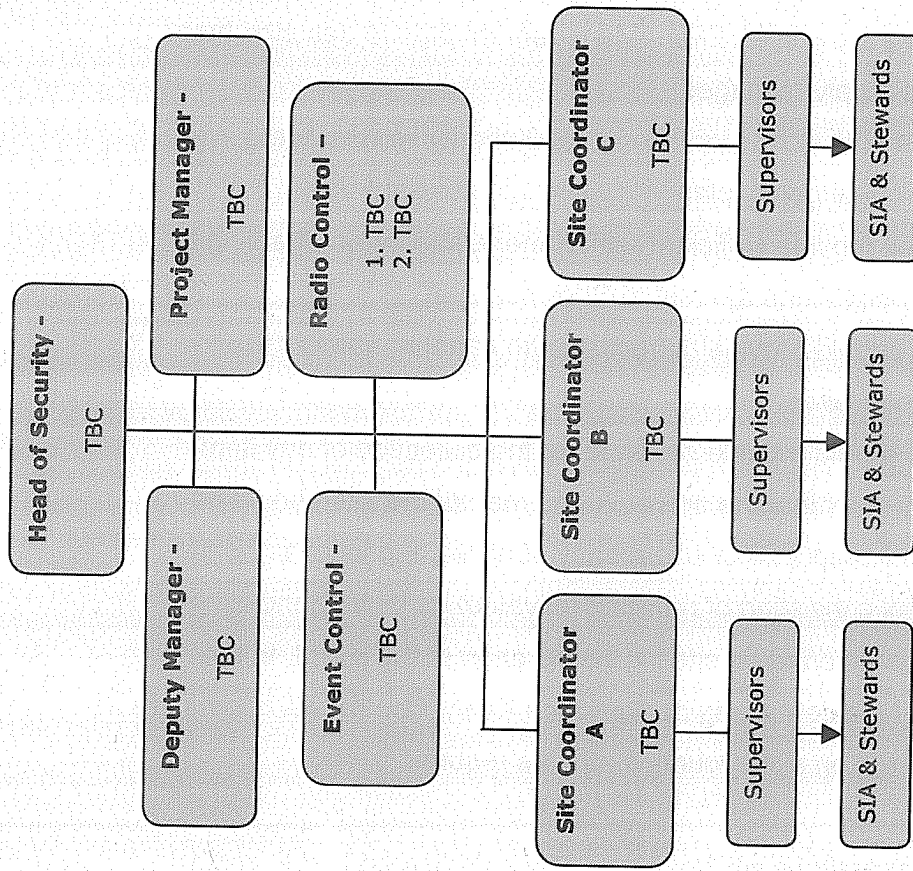 Head of Security –
TBC
Deputy Manager –
TBC
Project Manager –
TBC
Event Control –
TBC
Radio Control –
1. TBC
2. TBC
Site Coordinator
A
TBC
Site Coordinator
B
TBC
Site Coordinator
C
TBC
Supervisors
Supervisors
Supervisors
SIA & Stewards
SIA & Stewards
SIA & Stewards